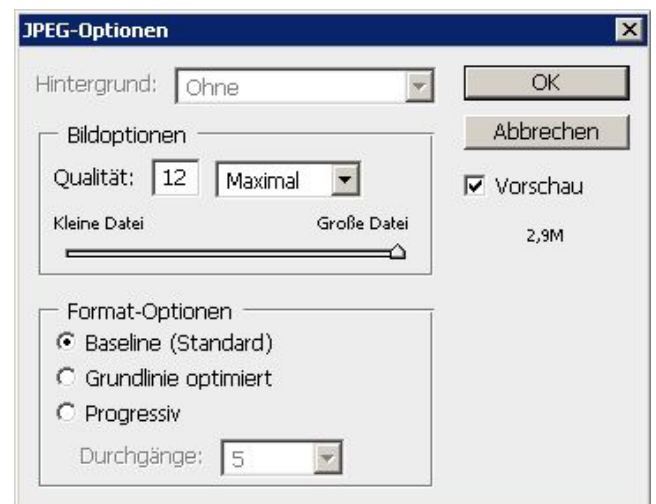 JPEG-Optionen
Hintergrund: Ohne
OK
Bildoptionen
Abbrechen
Qualität: 12 Maximal
Vorschau
Kleine Datei Große Datei
2,9M
Format-Optionen
Baseline (Standard)
Grundlinie optimiert
Progressiv
Durchgänge: 5